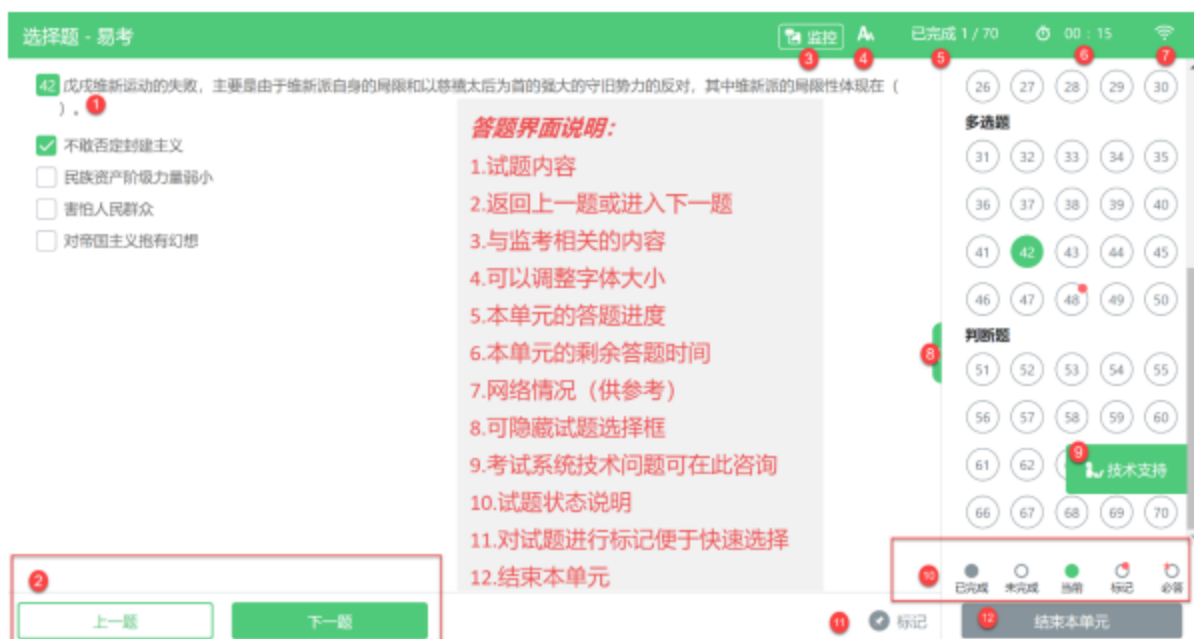 选择题 - 易考
监控
已完成 1 / 70
00 : 15
3
4
5
6
7
42 戊戌维新运动的失败，主要是由于维新派自身的局限和以慈禧太后为首的强大的守旧势力的反对，其中维新派的局限性体现在（
）。
1
不敢否定封建主义
民族资产阶级力量弱小
害怕人民群众
对帝国主义抱有幻想
答题界面说明：
1.试题内容
2.返回上一题或进入下一题
3.与监考相关的内容
4.可以调整字体大小
5.本单元的答题进度
6.本单元的剩余答题时间
7.网络情况（供参考）
8.可隐藏试题选择框
9.考试系统技术问题可在此咨询
10.试题状态说明
11.对试题进行标记便于快速选择
12.结束本单元
26 27 28 29 30
多选题
31 32 33 34 35
36 37 38 39 40
41 42 43 44 45
46 47 48 49 50
判断题
8
51 52 53 54 55
56 57 58 59 60
9
61 62
技术支持
66 67 68 69 70
10
已完成 未完成 当前 标记 必答
2
上一题
下一题
11
标记
12
结束本单元